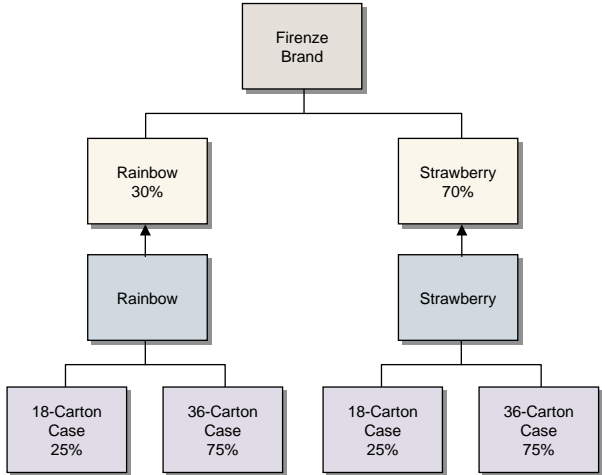 Firenze
Brand
Rainbow
30%
Strawberry
70%
Rainbow
Strawberry
18-Carton
Case
25%
36-Carton
Case
75%
18-Carton
Case
25%
36-Carton
Case
75%